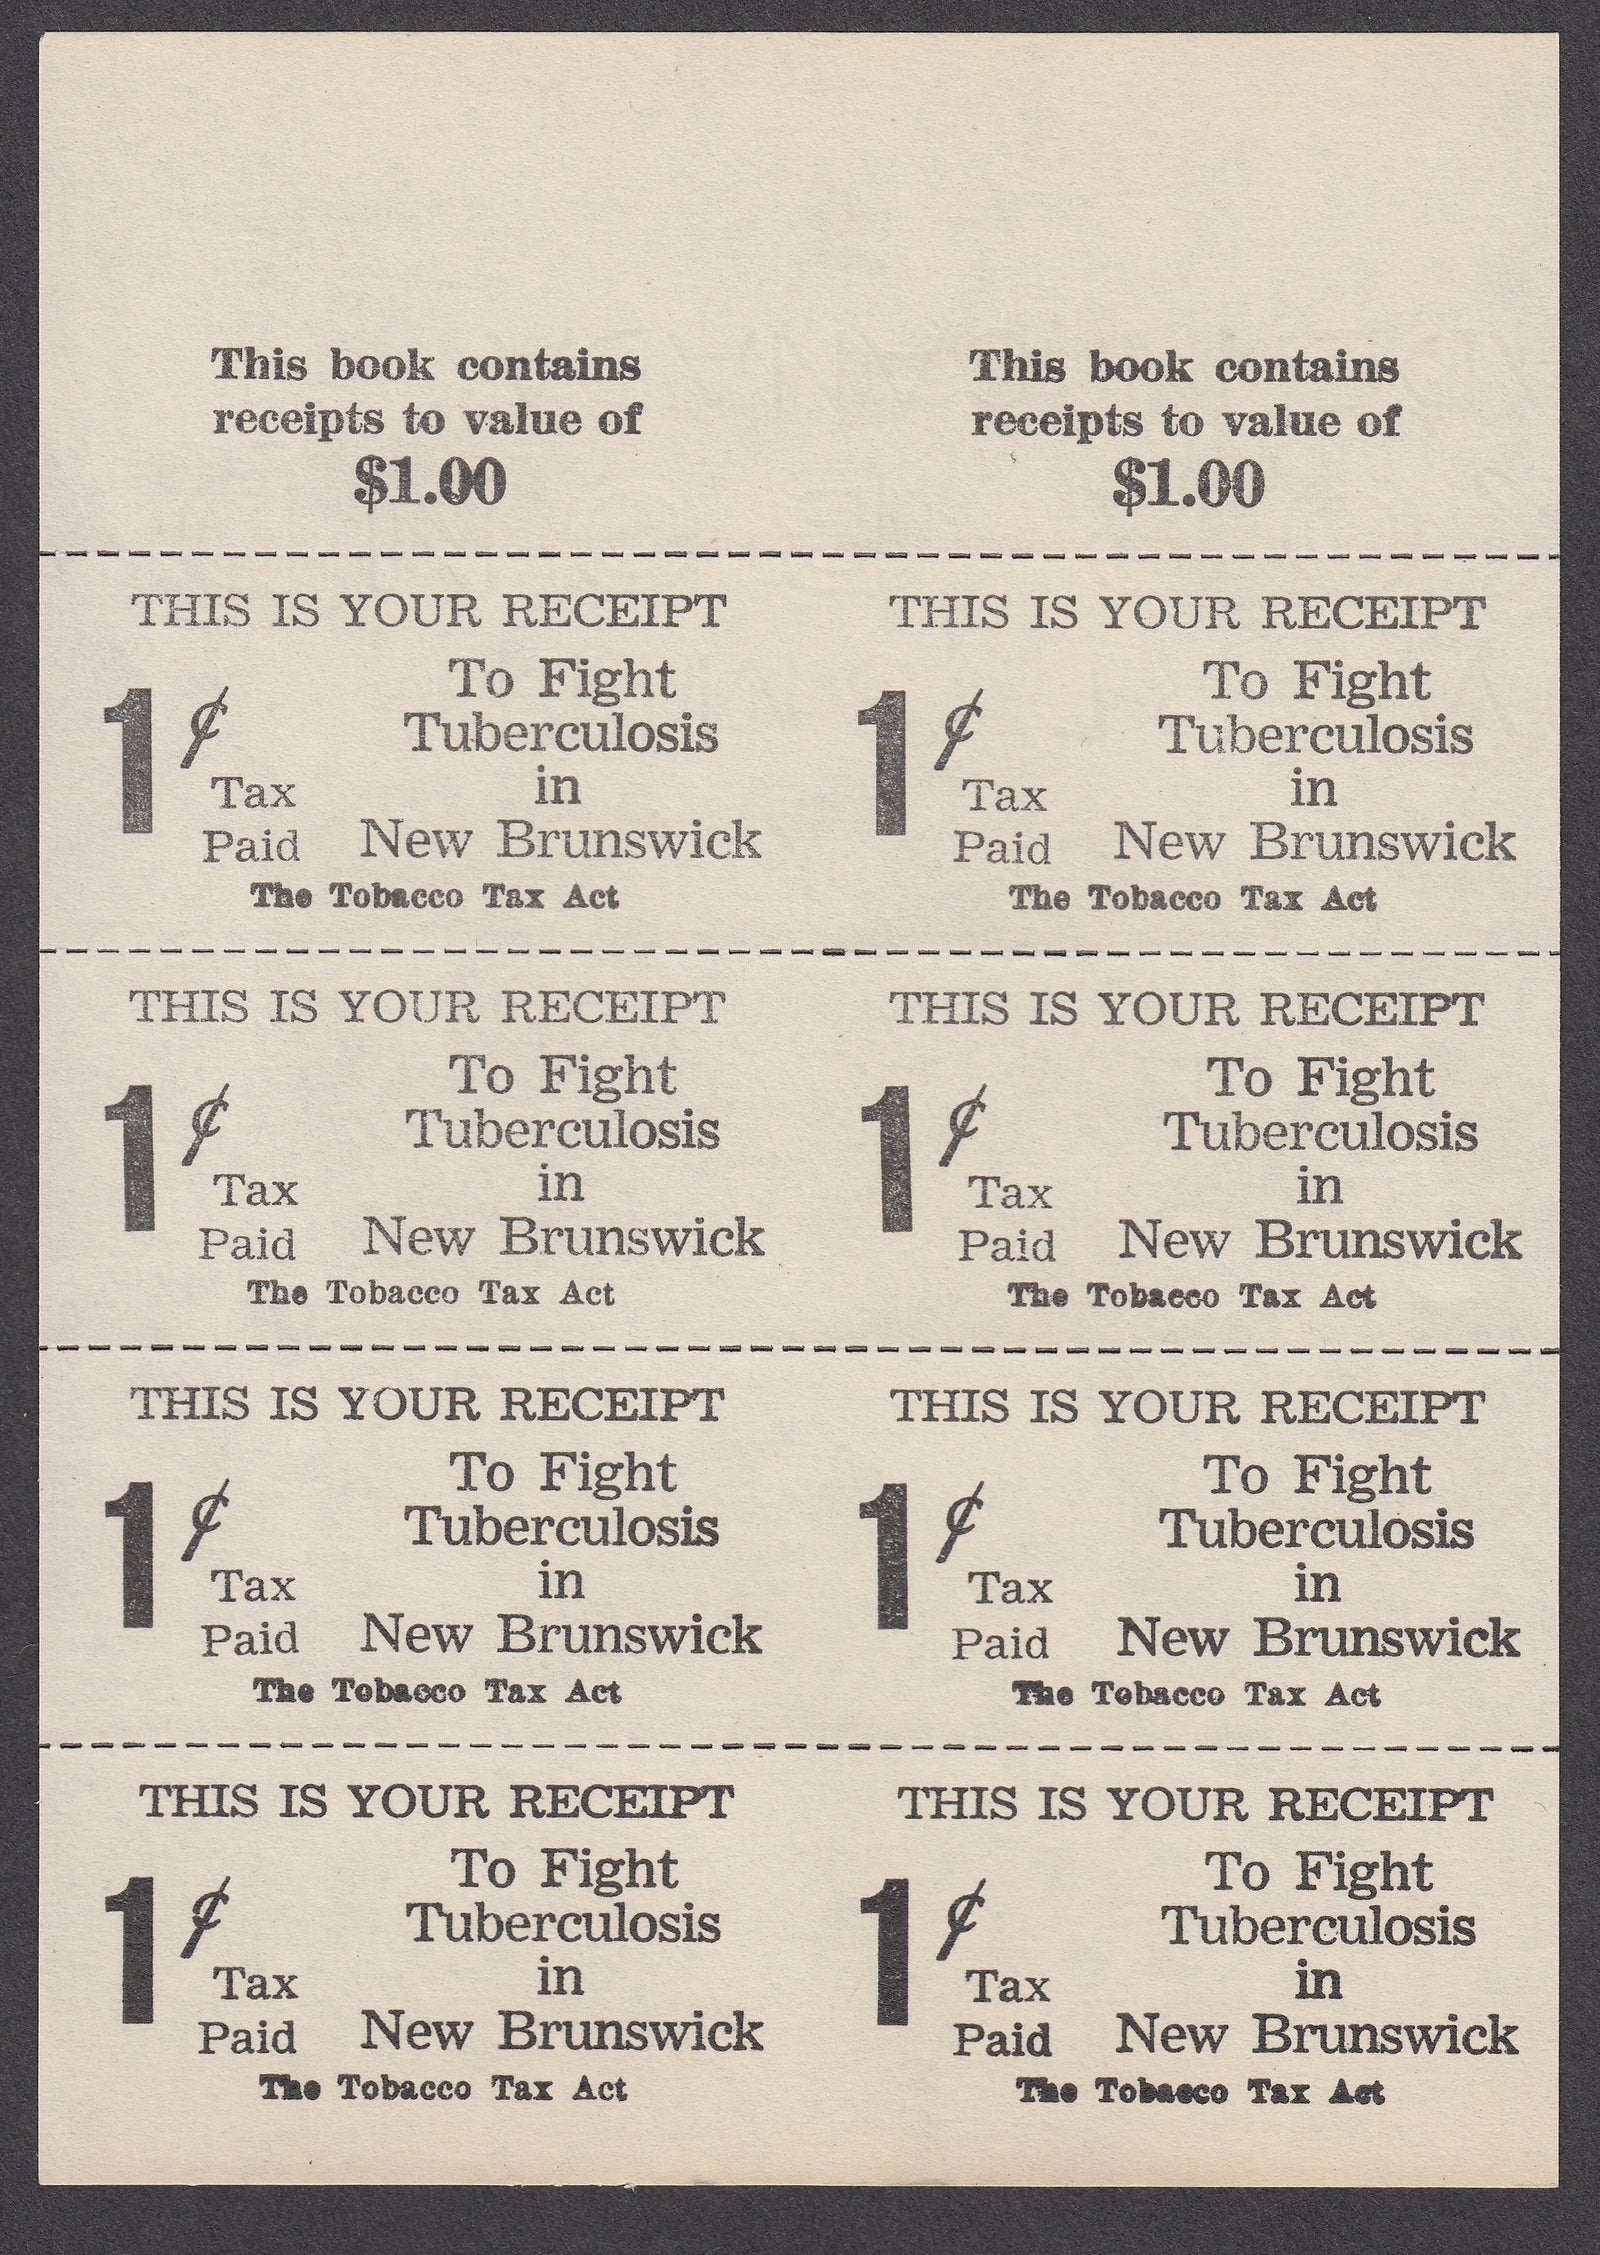 This book contains
receipts to value of
$1.00
This book contains
receipts to value of
$1.00
THIS IS YOUR RECEIPT
1¢
Tax
Paid
To Fight
Tuberculosis
in
New Brunswick
The Tobacco Tax Act
THIS IS YOUR RECEIPT
1¢
Tax
Paid
To Fight
Tuberculosis
in
New Brunswick
The Tobacco Tax Act
THIS IS YOUR RECEIPT
1¢
Tax
Paid
To Fight
Tuberculosis
in
New Brunswick
The Tobacco Tax Act
THIS IS YOUR RECEIPT
1¢
Tax
Paid
To Fight
Tuberculosis
in
New Brunswick
The Tobacco Tax Act
THIS IS YOUR RECEIPT
1¢
Tax
Paid
To Fight
Tuberculosis
in
New Brunswick
The Tobacco Tax Act
THIS IS YOUR RECEIPT
1¢
Tax
Paid
To Fight
Tuberculosis
in
New Brunswick
The Tobacco Tax Act
THIS IS YOUR RECEIPT
1¢
Tax
Paid
To Fight
Tuberculosis
in
New Brunswick
The Tobacco Tax Act
THIS IS YOUR RECEIPT
1¢
Tax
Paid
To Fight
Tuberculosis
in
New Brunswick
The Tobacco Tax Act